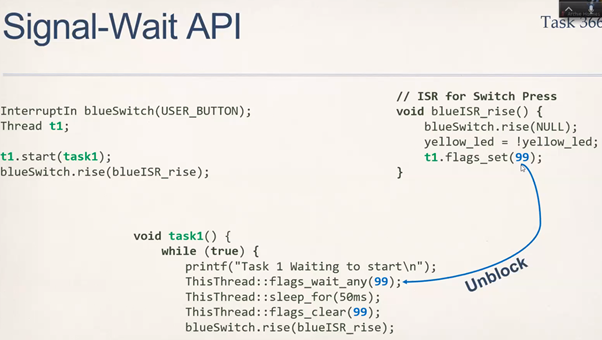 Signal-Wait API
Task 366
InterruptIn blueSwitch(USER_BUTTON);
Thread t1;
t1.start(task1);
blueSwitch.rise(blueISR_rise);
// ISR for Switch Press
void blueISR_rise() {
blueSwitch.rise(NULL);
yellow_led = !yellow_led;
t1.flags_set(99);
}
Unblock
void task1() {
while (true) {
printf("Task 1 Waiting to start\n");
ThisThread::flags_wait_any(99);
ThisThread::sleep_for(50ms);
ThisThread::flags_clear(99);
blueSwitch.rise(blueISR_rise);